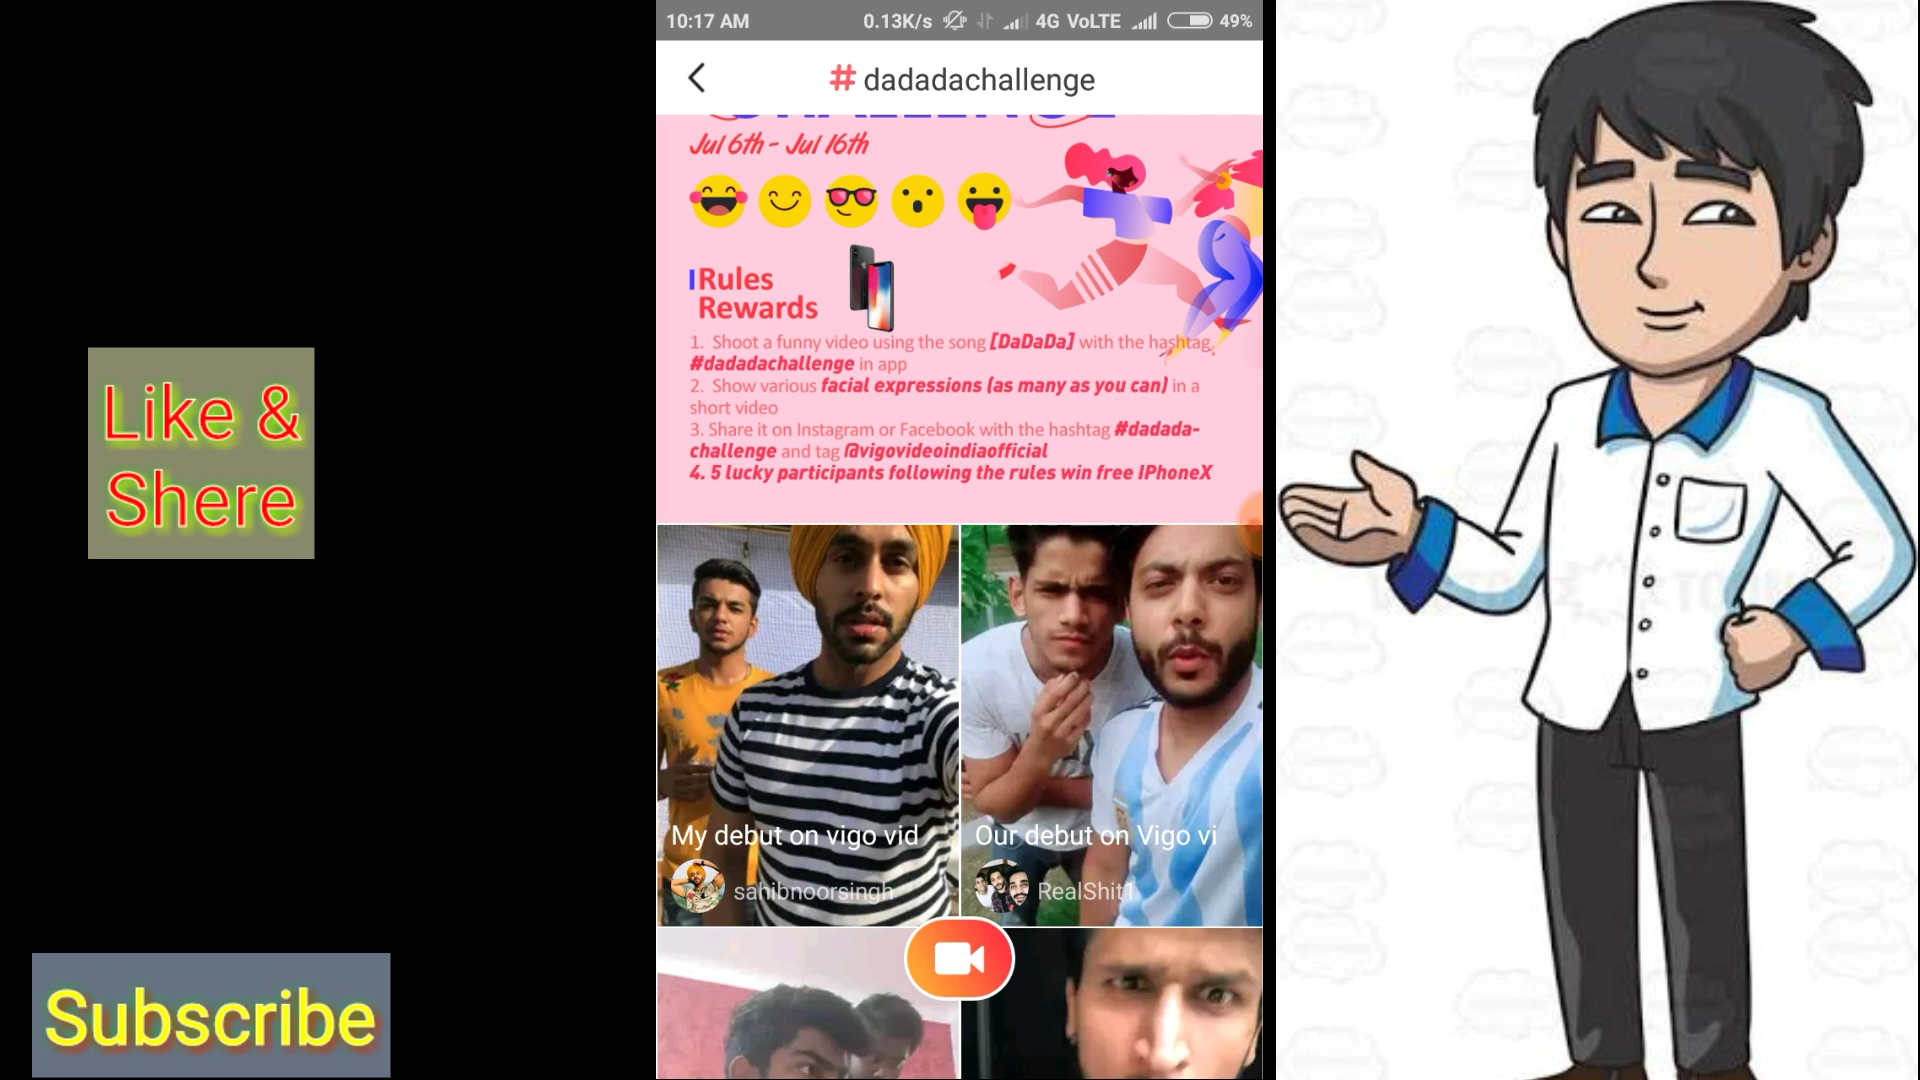 Like &
Shere
Subscribe
10:17 AM
0.13K/s
4G VoLTE
49%
# dadadachallenge
Jul 6th - Jul 16th
Rules
Rewards
1. Shoot a funny video using the song [DaDaDa] with the hashtag
#dadadachallenge in app
2. Show various facial expressions (as many as you can) in a
short video
3. Share it on Instagram or Facebook with the hashtag #dadada-
challenge and tag @vigovideoindiaofficial
4. 5 lucky participants following the rules win free IPhoneX
My debut on vigo vid
sahibnoorsingh
Our debut on Vigo vi
RealShit1